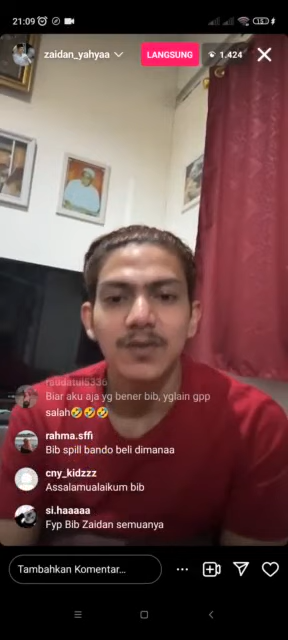 21:09
zaidan_yahyaa
LANGSUNG
1.424
raudatul6336
Biar aku aja yg bener bib, yglain gpp
salah🤣🤣🤣
rahma.sffi
Bib spill bando beli dimanaa
cny_kidzzz
Assalamualaikum bib
si.haaaaa
Fyp Bib Zaidan semuanya
Tambahkan Komentar...